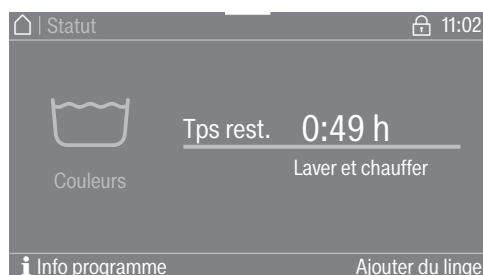 | Statut 11:02
Tps rest. 0:49 h
Laver et chauffer
Couleurs
i Info programme Ajouter du linge